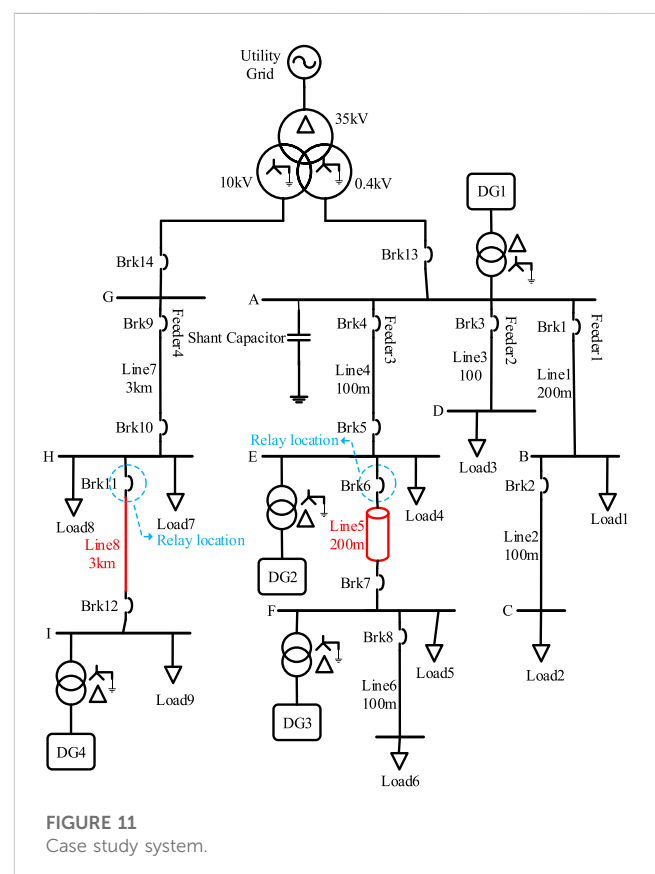 Utility
Grid
35kV
10kV
0.4kV
DG1
Brk14
Brk13
G
A
Brk9
Feeder4
Shant Capacitor
Brk4
Feeder3
Brk3
Feeder2
Brk1
Feeder1
Line7
3km
Line4
100m
Line3
100
Line1
200m
D
Brk10
Brk5
Load3
Relay location
H
E
B
Brk11
Brk6
Brk2
Load8
Load7
Load4
Load1
Relay location
Line8
3km
Line5
200m
Line2
100m
DG2
Brk7
Brk12
F
C
I
Brk8
Load5
Load2
Line6
100m
Load9
DG3
DG4
Load6
FIGURE 11
Case study system.